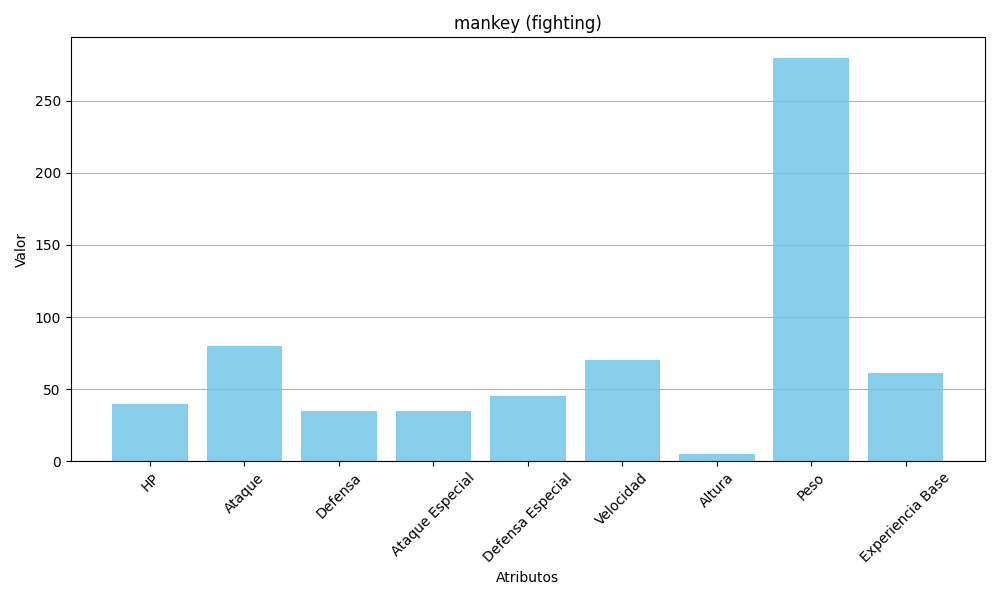 mankey (fighting)
Valor
250
200
150
100
50
0
HP
Ataque
Defensa
Ataque Especial
Defensa Especial
Velocidad
Altura
Peso
Experiencia Base
Atributos